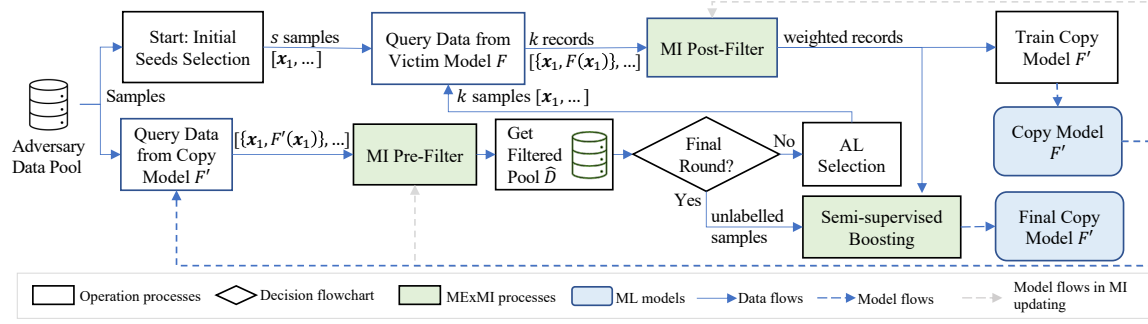 Start: Initial
Seeds Selection
s samples
[x₁, …]
Query Data from
Victim Model F
k records
[{x₁, F(x₁)}, …]
MI Post-Filter
weighted records
Train Copy
Model F′
Samples
k samples [x₁, …]
Adversary
Data Pool
Query Data
from Copy
Model F′
[{x₁, F′(x₁)}, …]
MI Pre-Filter
Get
Filtered
Pool D̂
Final
Round?
No
AL
Selection
Copy Model
F′
Yes
unlabelled
samples
Semi-supervised
Boosting
Final Copy
Model F′
Operation processes
Decision flowchart
MExMI processes
ML models
Data flows
Model flows
Model flows in MI
updating